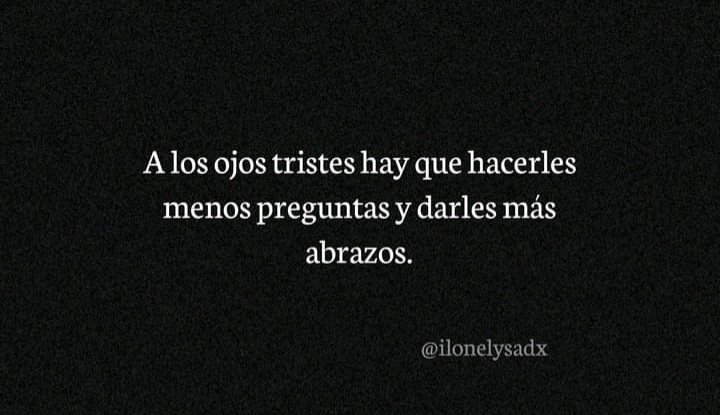 A los ojos tristes hay que hacerles
menos preguntas y darles más
abrazos.
@ilonelysadx